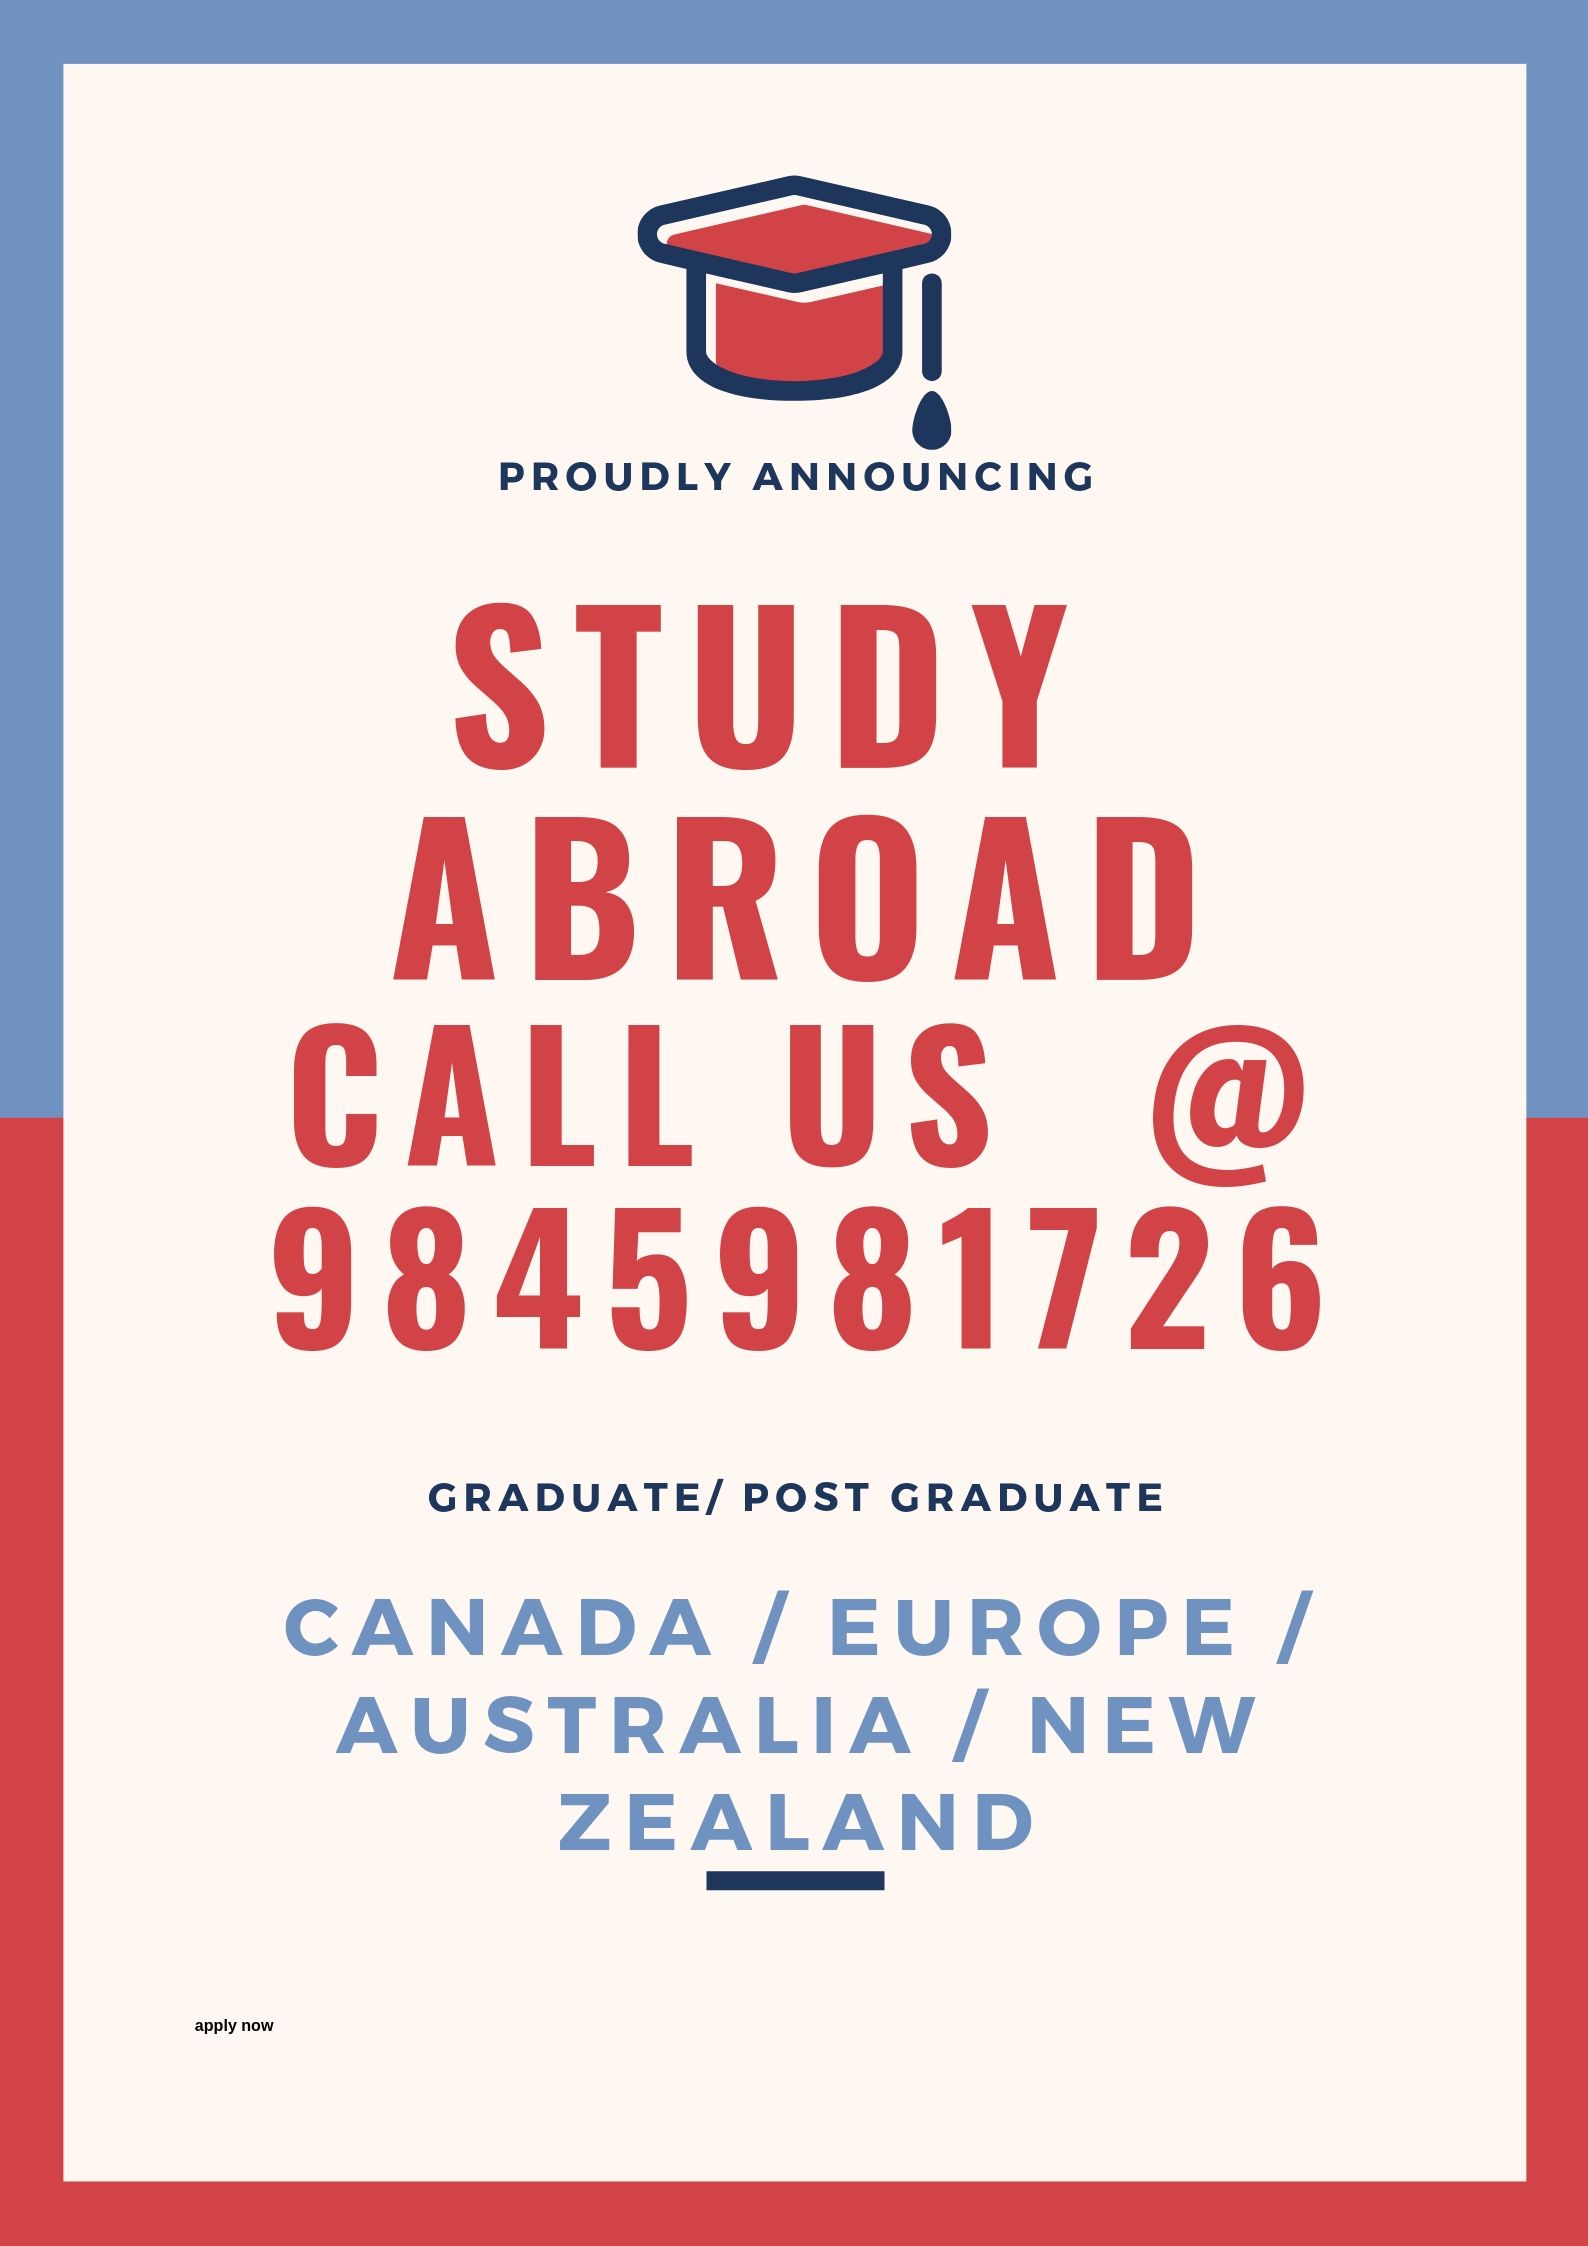 PROUDLY ANNOUNCING
STUDY
ABROAD
CALL US @
9845981726
GRADUATE/ POST GRADUATE
CANADA / EUROPE /
AUSTRALIA / NEW
ZEALAND
apply now